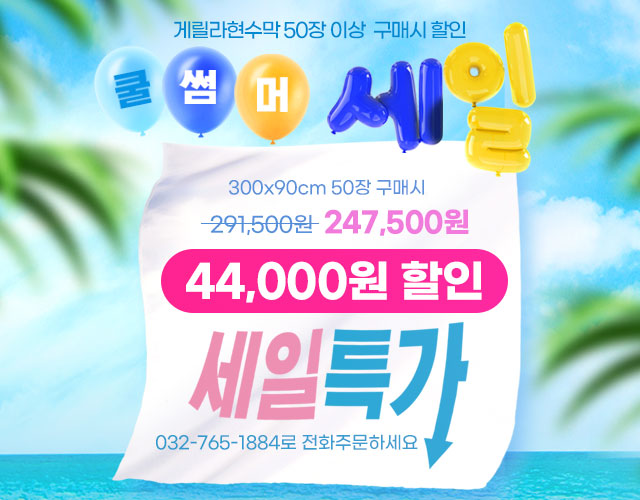 게릴라현수막 50장 이상 구매시 할인
쿨썸머 세일
300x90cm 50장 구매시
291,500원 247,500원
44,000원 할인
세일특가
032-765-1884로 전화주문하세요